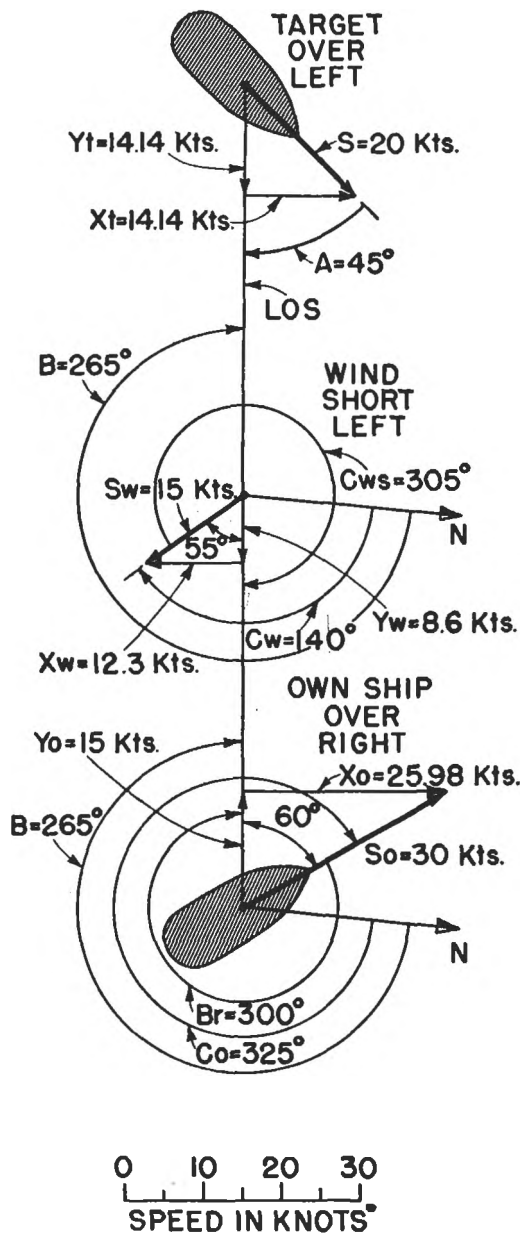 TARGET
OVER
LEFT
Yt=14.14 Kts.
S=20 Kts.
Xt=14.14 Kts.
A=45°
LOS
B=265°
WIND
SHORT
LEFT
Cws=305°
Sw=15 Kts.
N
55°
Yw=8.6 Kts.
Cw=140°
Xw=12.3 Kts.
OWN SHIP
OVER
RIGHT
Yo=15 Kts.
Xo=25.98 Kts.
B=265°
60°
So=30 Kts.
N
Br=300°
Co=325°
0 10 20 30
SPEED IN KNOTS